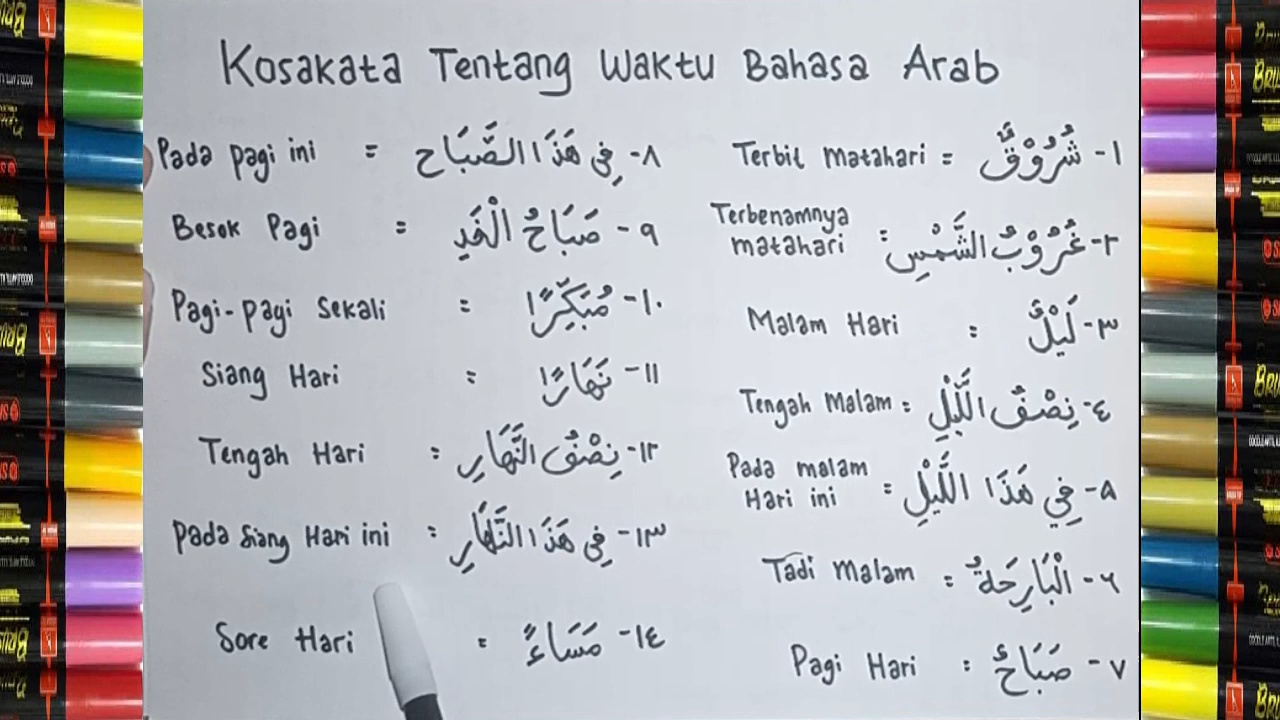 Kosakata Tentang Waktu Bahasa Arab
١- شُرُوْقٌ = Terbit Matahari
٢- غُرُوْبُ الشَّمْسِ = Terbenamnya
matahari
٣- لَيْلٌ = Malam Hari
٤- نِصْفُ اللَّيْلِ = Tengah Malam
٥- فِي هَذَا اللَّيْلِ = Pada malam
Hari ini
٦- الْبَارِحَةُ = Tadi Malam
٧- صَبَاحٌ = Pagi Hari
٨- فِي هَذَا الصَّبَاح = Pada pagi ini
٩- صَبَاحُ الْغَدِ = Besok Pagi
١٠- مُبَكِّرًا = Pagi-pagi Sekali
١١- نَهَارًا = Siang Hari
١٢- نِصْفُ النَّهَارِ = Tengah Hari
١٣- فِي هَذَا النَّهَارِ = Pada Siang Hari ini
١٤- مَسَاءً = Sore Hari